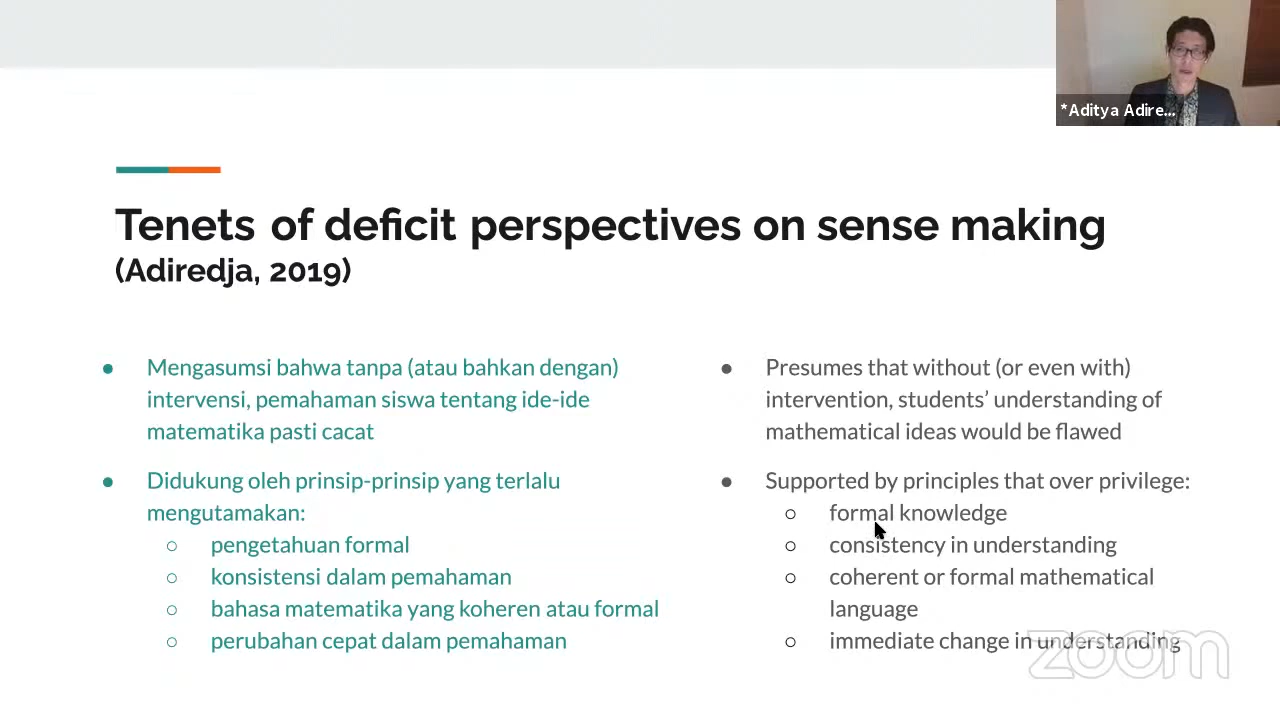 *Aditya Adire...
Tenets of deficit perspectives on sense making
(Adiredja, 2019)
● Mengasumsi bahwa tanpa (atau bahkan dengan)
intervensi, pemahaman siswa tentang ide-ide
matematika pasti cacat
● Didukung oleh prinsip-prinsip yang terlalu
mengutamakan:
○ pengetahuan formal
○ konsistensi dalam pemahaman
○ bahasa matematika yang koheren atau formal
○ perubahan cepat dalam pemahaman
● Presumes that without (or even with)
intervention, students’ understanding of
mathematical ideas would be flawed
● Supported by principles that over privilege:
○ formal knowledge
○ consistency in understanding
○ coherent or formal mathematical
language
○ immediate change in understanding
zoom